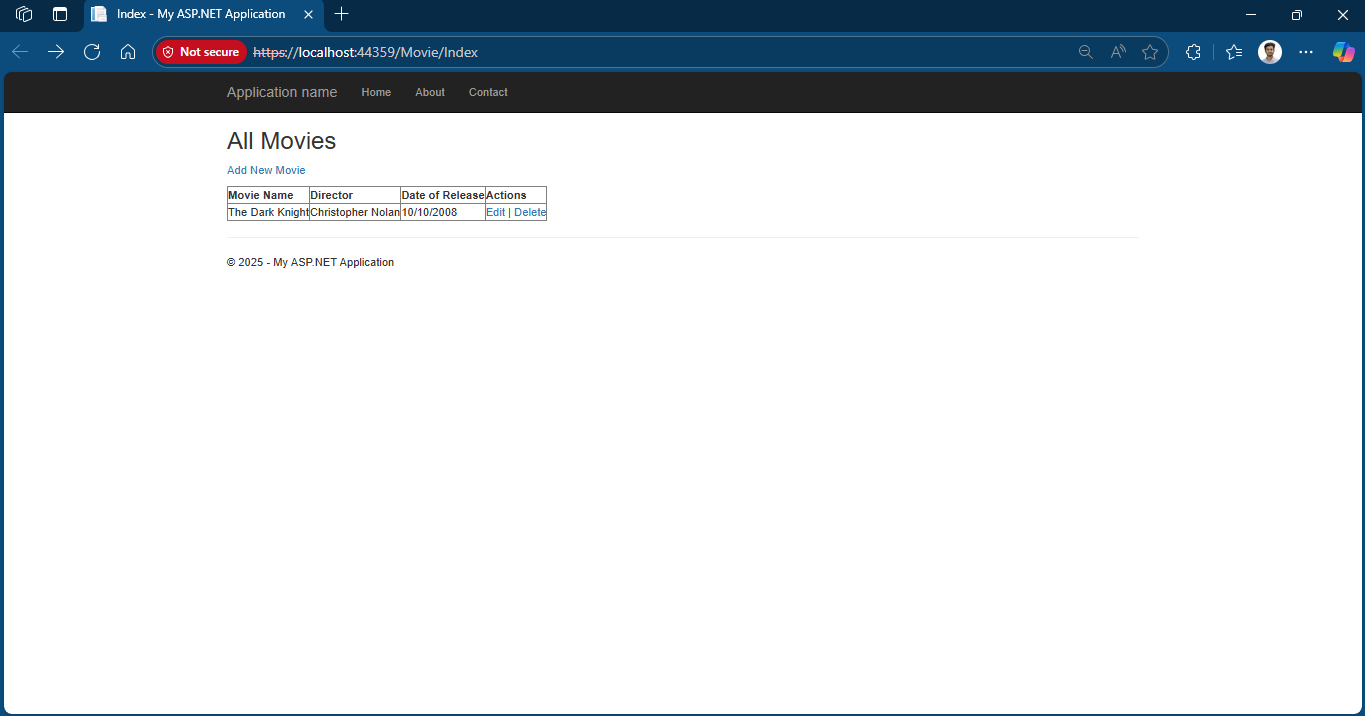 Index - My ASP.NET Application
Not secure https://localhost:44359/Movie/Index
Application name Home About Contact
All Movies
Add New Movie
Movie Name Director Date of Release Actions
The Dark Knight Christopher Nolan 10/10/2008 Edit | Delete
© 2025 - My ASP.NET Application